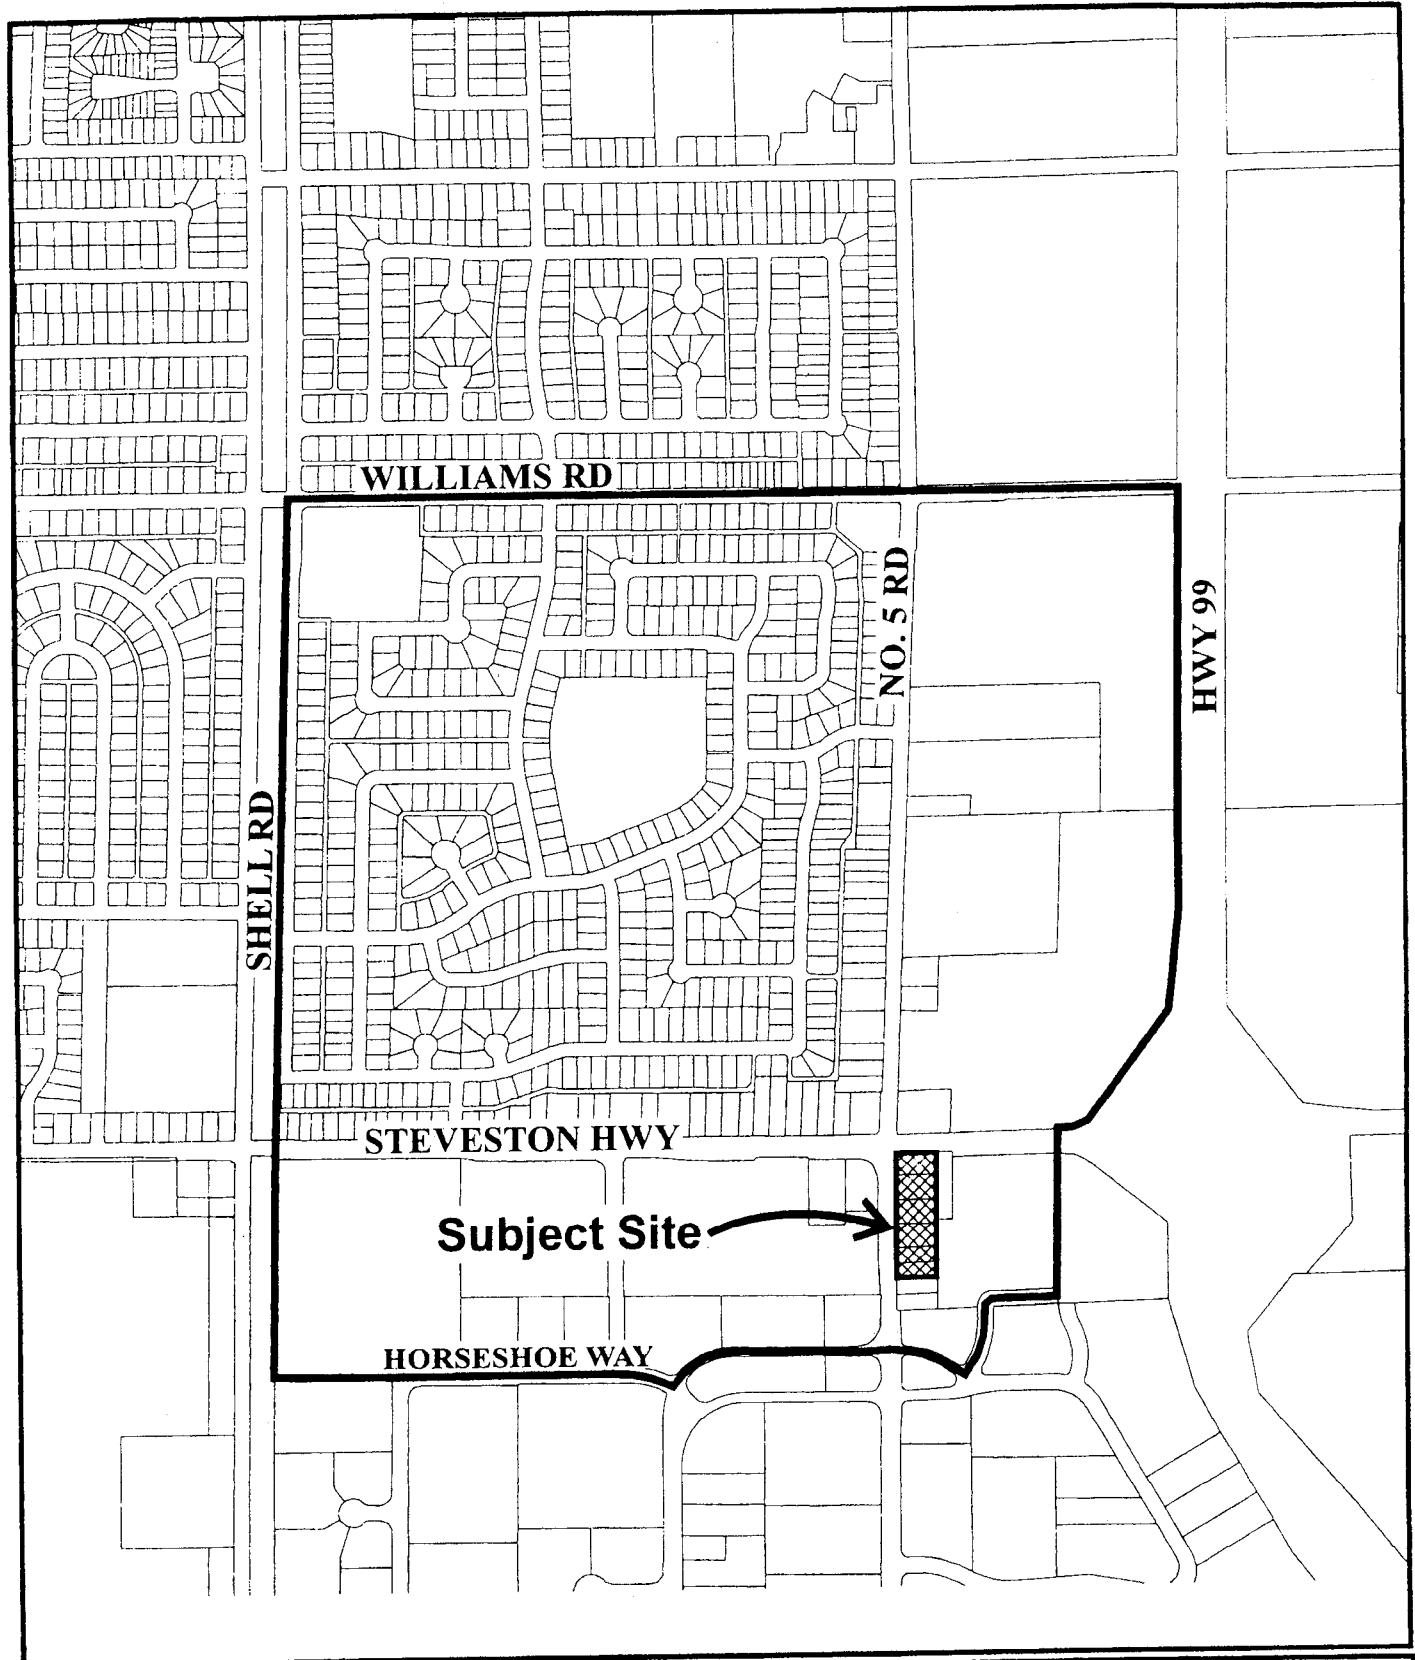 WILLIAMS RD
NO. 5 RD
HWY 99
SHELL RD
STEVESTON HWY
Subject Site
HORSESHOE WAY